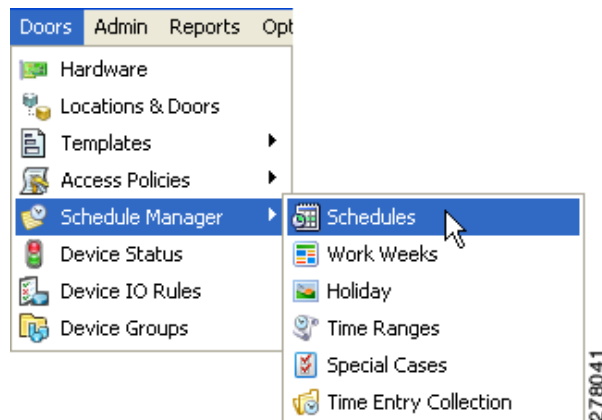 Doors Admin Reports Opt
Hardware
Locations & Doors
Templates
Access Policies
Schedule Manager
Device Status
Device IO Rules
Device Groups
Schedules
Work Weeks
Holiday
Time Ranges
Special Cases
Time Entry Collection
278041